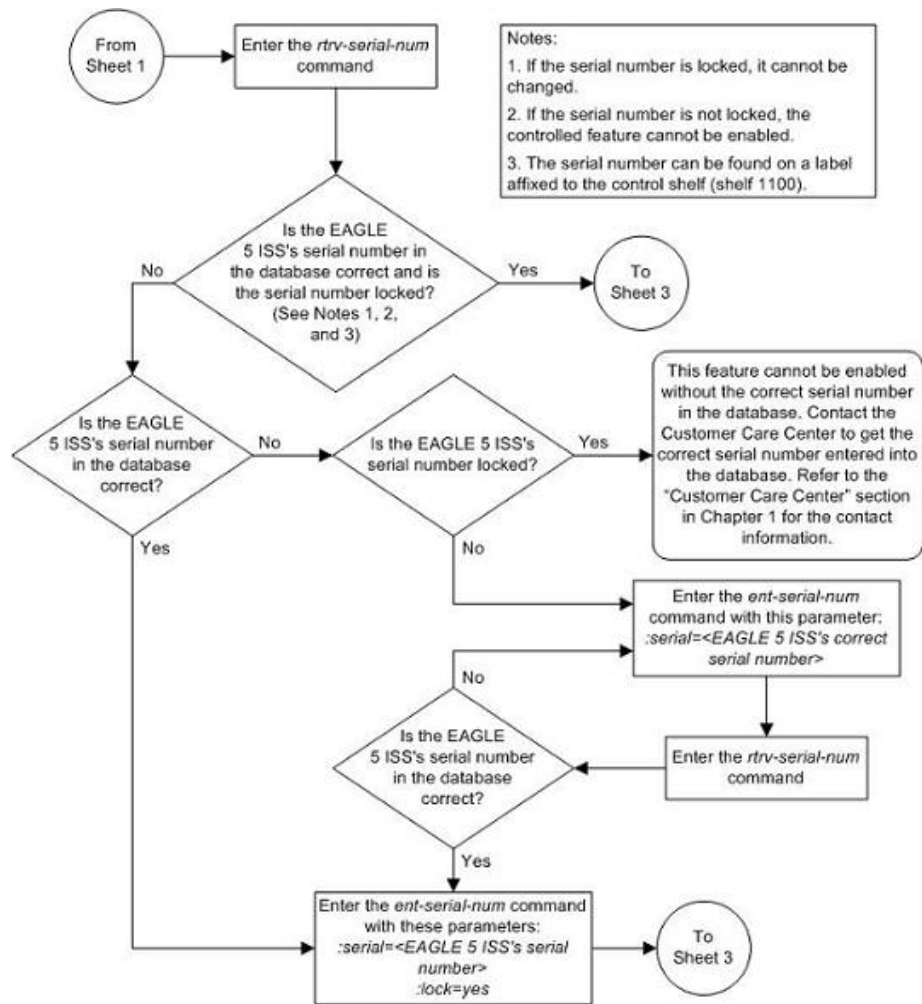 From
Sheet 1
Enter the rtrv-serial-num
command
Notes:
1. If the serial number is locked, it cannot be
changed.
2. If the serial number is not locked, the
controlled feature cannot be enabled.
3. The serial number can be found on a label
affixed to the control shelf (shelf 1100).
Is the EAGLE
5 ISS's serial number in
the database correct and is
the serial number locked?
(See Notes 1, 2,
and 3)
No
Yes
To
Sheet 3
Is the EAGLE
5 ISS's serial number
in the database
correct?
No
Yes
Is the EAGLE 5 ISS's
serial number locked?
Yes
No
This feature cannot be enabled
without the correct serial number
in the database. Contact the
Customer Care Center to get the
correct serial number entered into
the database. Refer to the
“Customer Care Center” section
in Chapter 1 for the contact
information.
Enter the ent-serial-num
command with this parameter:
:serial=<EAGLE 5 ISS's correct
serial number>
Enter the rtrv-serial-num
command
No
Is the EAGLE
5 ISS's serial number
in the database
correct?
Yes
Enter the ent-serial-num command
with these parameters:
:serial=<EAGLE 5 ISS's serial
number>
:lock=yes
To
Sheet 3